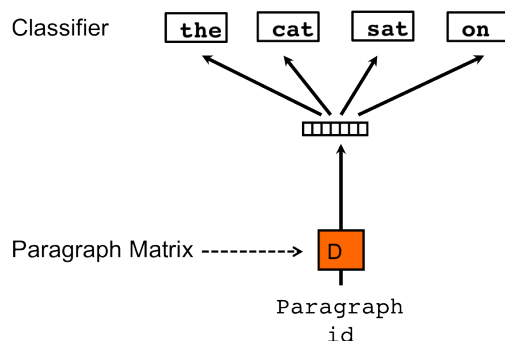 Classifier the cat sat on
Paragraph Matrix D
Paragraph
id